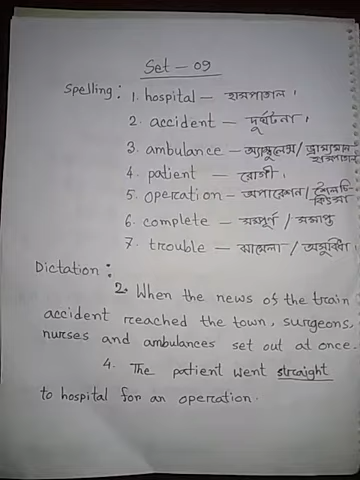 Set - 09
Spelling : 1. hospital - হাসপাতাল ।
2. accident - দূর্ঘটনা ।
3. ambulance - অ্যাম্বুলেন্স / ভ্রাম্যমান হাসপাতাল
4. patient - রোগী ।
5. operation - অপারেশন / শৈল চিকিৎসা
6. complete - সম্পূর্ণ / সমাপ্ত
7. trouble - ঝামেলা / অসুবিধা ।
Dictation :
2. When the news of the train
accident reached the town, surgeons,
nurses and ambulances set out at once.
4. The patient went straight
to hospital for an operation.